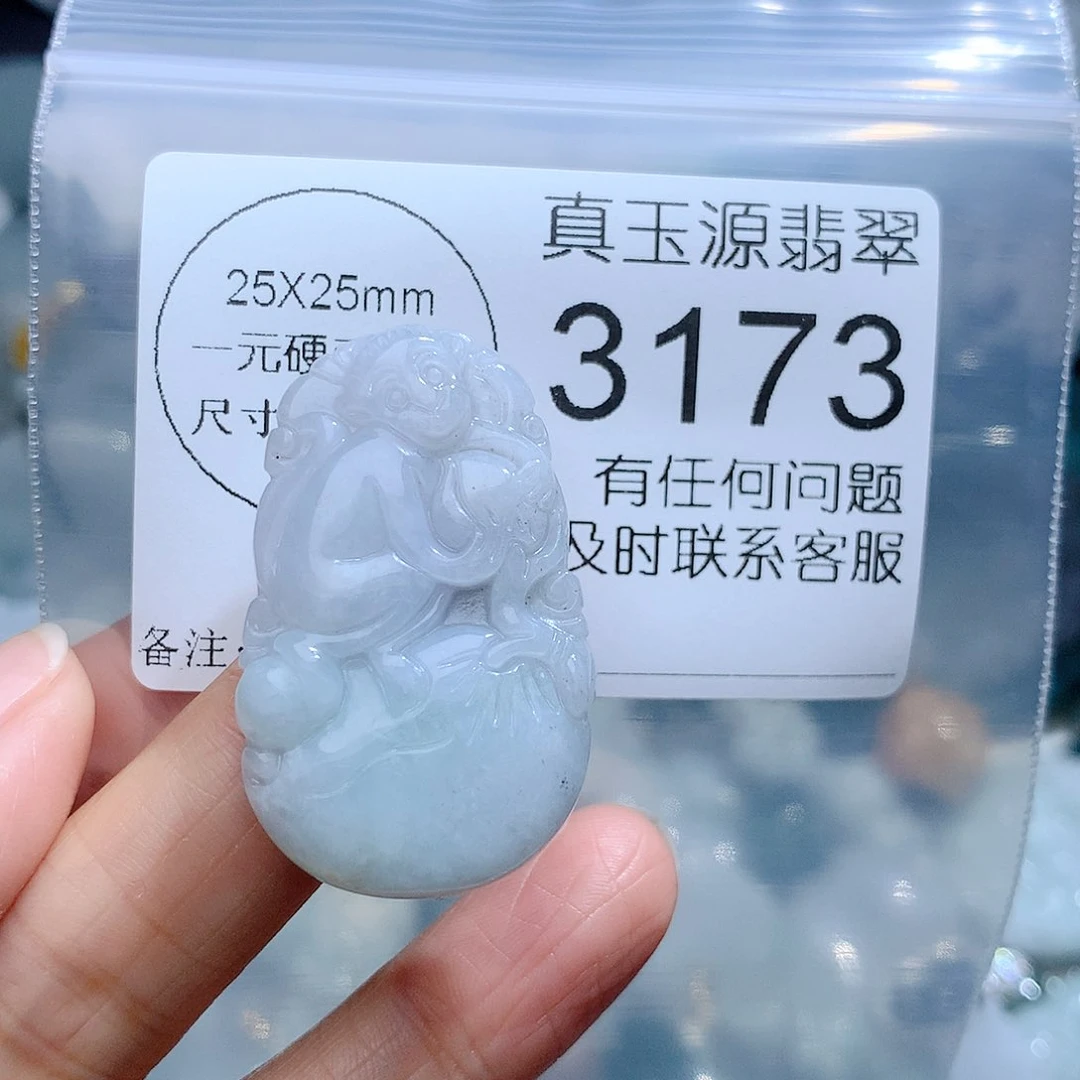 25X25mm
一元硬
尺寸
真玉源翡翠
3173
有任何问题
及时联系客服
备注